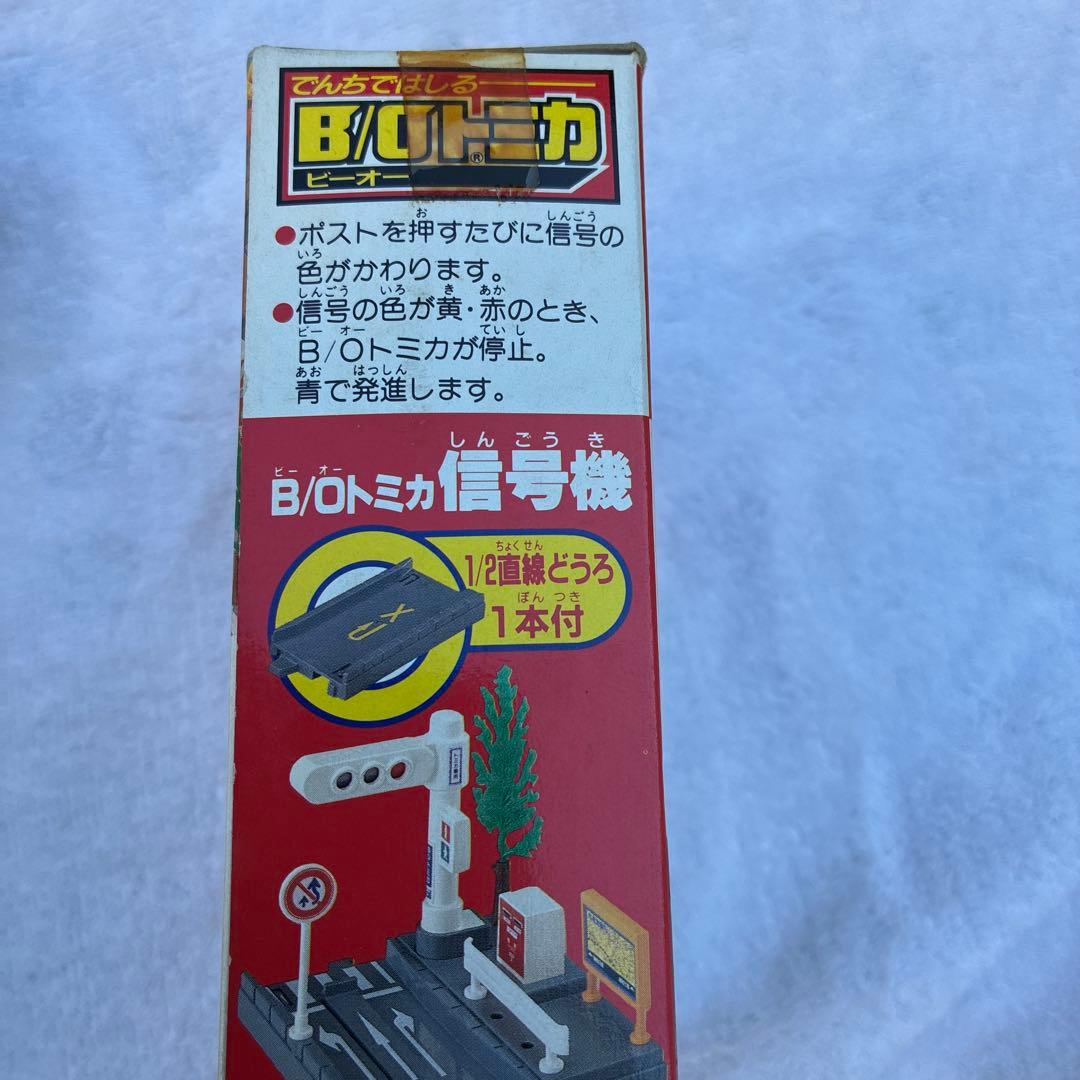 でんちではしる
B/Oトミカ®
ビーオー
●ポストを押すたびに信号の
色がかわります。
●信号の色が黄・赤のとき、
B/Oトミカが停止。
青で発進します。
B/Oトミカ信号機
1/2直線どうろ
1本付